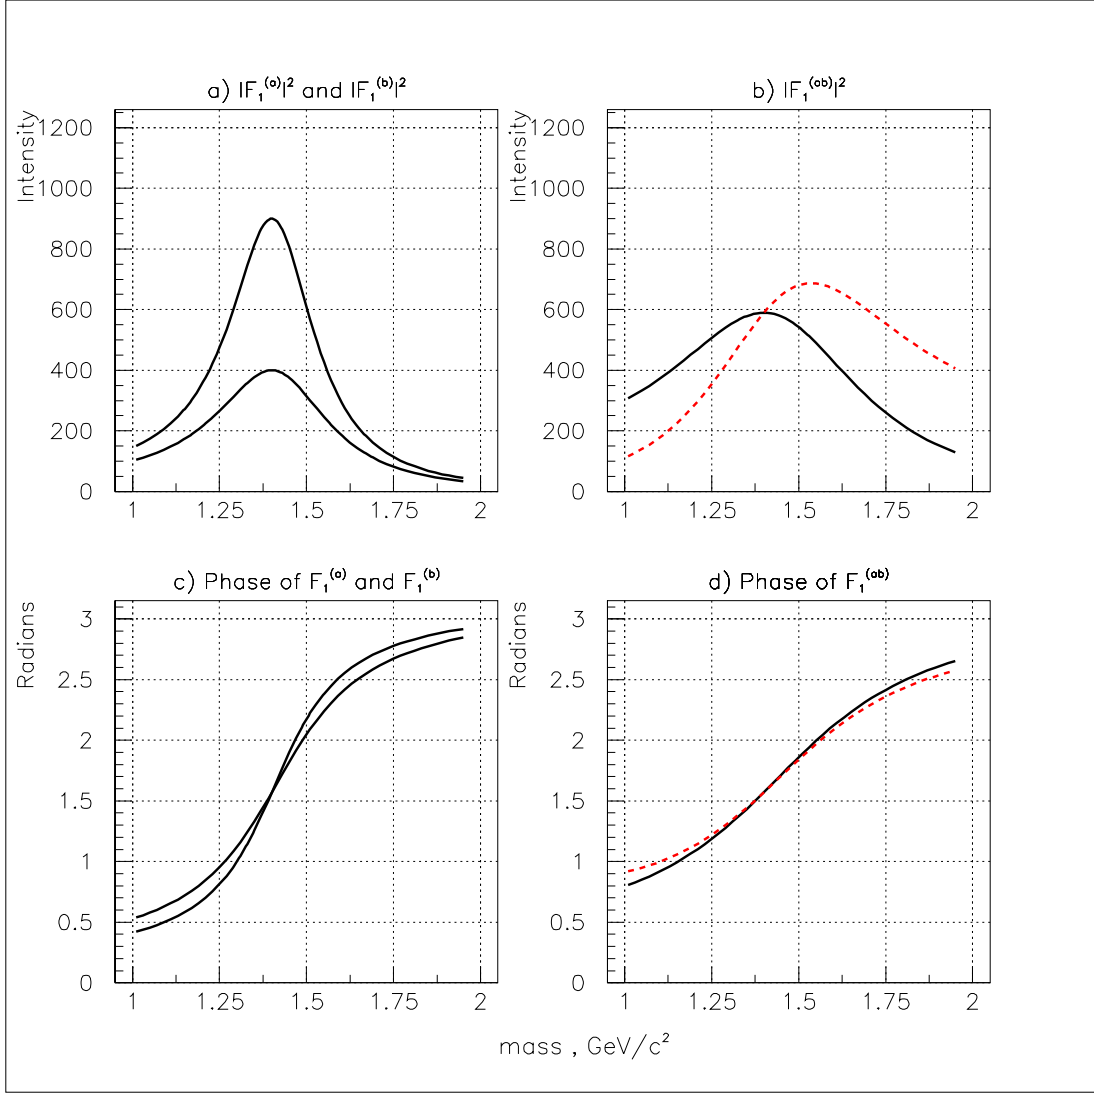 a) |F₁⁽ᵃ⁾|² and |F₁⁽ᵇ⁾|²
b) |F₁⁽ᵃᵇ⁾|²
Intensity
1200
1000
800
600
400
200
0
1 1.25 1.5 1.75 2
Intensity
1200
1000
800
600
400
200
0
1 1.25 1.5 1.75 2
c) Phase of F₁⁽ᵃ⁾ and F₁⁽ᵇ⁾
d) Phase of F₁⁽ᵃᵇ⁾
Radians
3
2.5
2
1.5
1
0.5
0
1 1.25 1.5 1.75 2
Radians
3
2.5
2
1.5
1
0.5
0
1 1.25 1.5 1.75 2
mass , GeV/c²